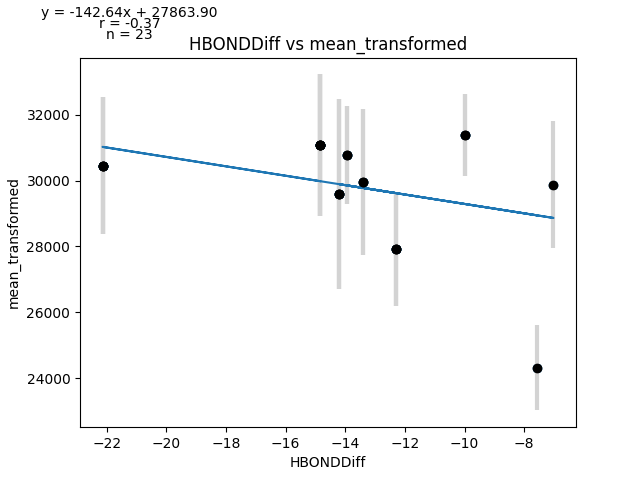 y = -142.64x + 27863.90
r = -0.37
n = 23
HBONDDiff vs mean_transformed
mean_transformed
32000
30000
28000
26000
24000
−22
−20
−18
−16
−14
−12
−10
−8
HBONDDiff